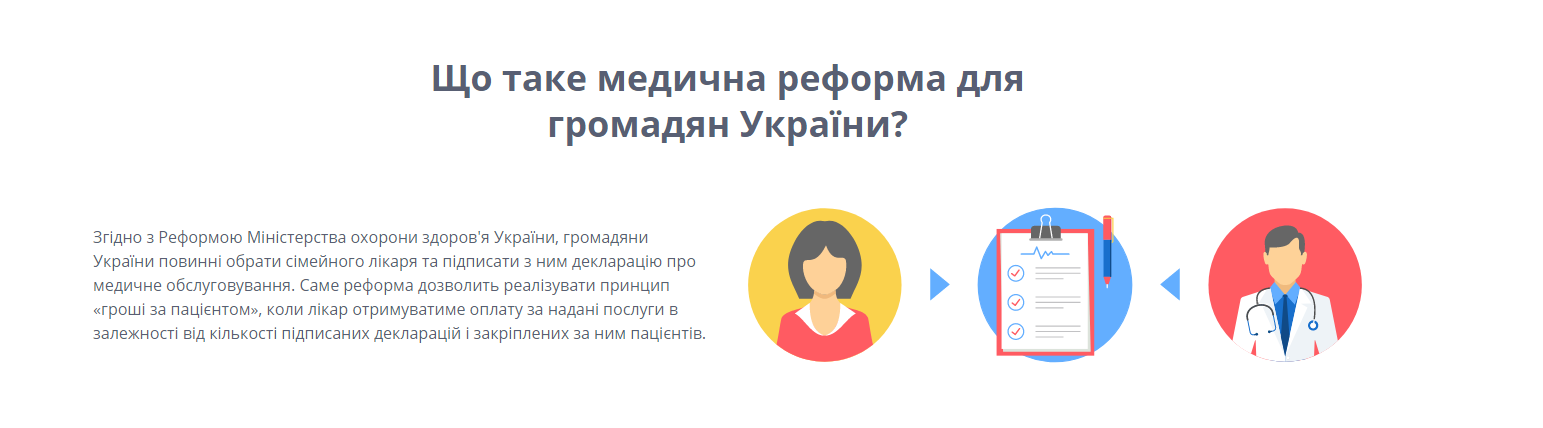 Що таке медична реформа для
громадян України?
Згідно з Реформою Міністерства охорони здоров'я України, громадяни
України повинні обрати сімейного лікаря та підписати з ним декларацію про
медичне обслуговування. Саме реформа дозволить реалізувати принцип
«гроші за пацієнтом», коли лікар отримуватиме оплату за надані послуги в
залежності від кількості підписаних декларацій і закріплених за ним пацієнтів.